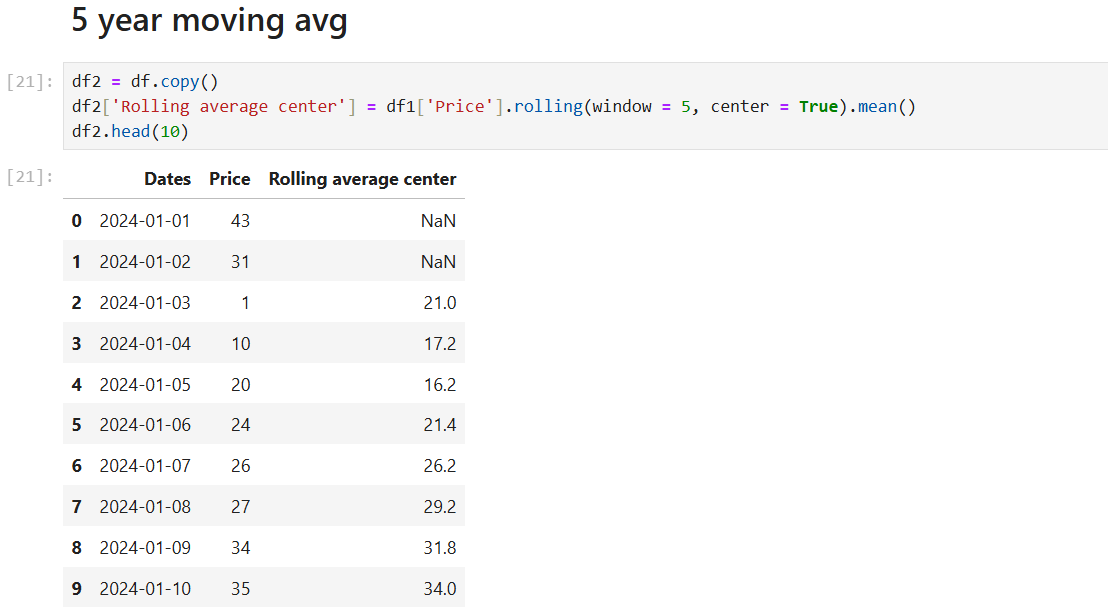 5 year moving avg
[21]:
df2 = df.copy()
df2['Rolling average center'] = df1['Price'].rolling(window = 5, center = True).mean()
df2.head(10)
[21]:
Dates Price Rolling average center
0 2024-01-01 43 NaN
1 2024-01-02 31 NaN
2 2024-01-03 1 21.0
3 2024-01-04 10 17.2
4 2024-01-05 20 16.2
5 2024-01-06 24 21.4
6 2024-01-07 26 26.2
7 2024-01-08 27 29.2
8 2024-01-09 34 31.8
9 2024-01-10 35 34.0